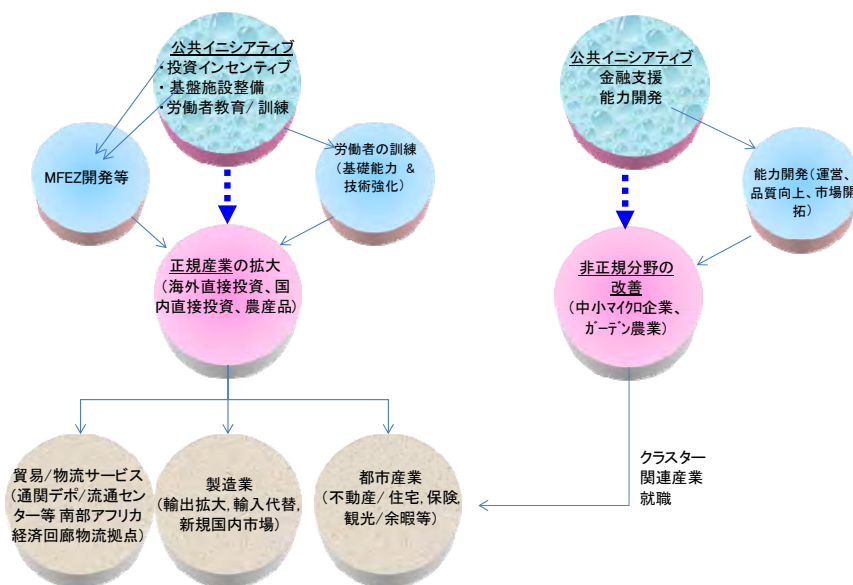 公共イニシアティブ
・投資インセンティブ
・基盤施設整備
・労働者教育/ 訓練
公共イニシアティブ
金融支援
能力開発
MFEZ開発等
労働者の訓練
(基礎能力 &
技術強化)
能力開発(運営、
品質向上、市場開
拓)
正規産業の拡大
(海外直接投資、国
内直接投資、農産品)
非正規分野の
改善
(中小マイクロ企業、
ガーデン農業)
貿易/物流サービス
(通関デポ/流通セン
ター等 南部アフリカ
経済回廊物流拠点)
製造業
(輸出拡大, 輸入代替,
新規国内市場)
都市産業
(不動産/ 住宅, 保険,
観光/余暇等)
クラスター
関連産業
就職